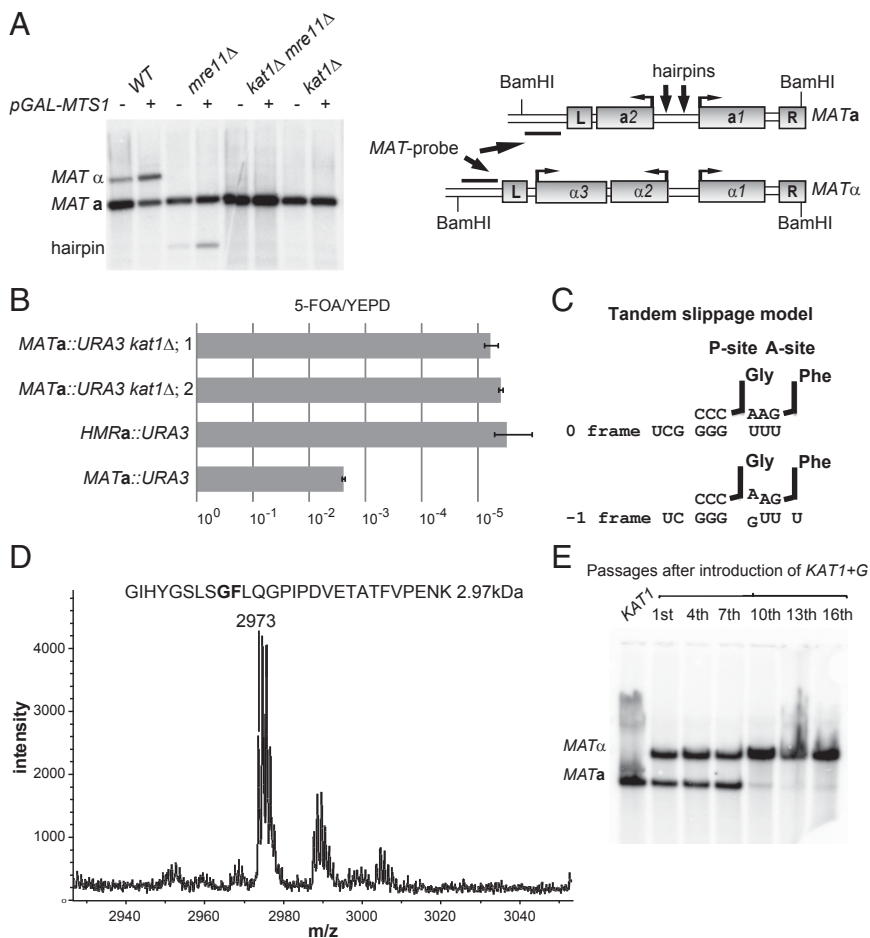 A
WT mre11Δ kat1Δ mre11Δ kat1Δ
pGAL-MTS1 - + - + - + - +
MAT α
MAT a
hairpin
BamHI hairpins BamHI
L a2 a1 R MATa
MAT-probe
L α3 α2 α1 R MATα
BamHI BamHI
B
5-FOA/YEPD
MATa::URA3 kat1Δ; 1
MATa::URA3 kat1Δ; 2
HMRa::URA3
MATa::URA3
10^0 10^-1 10^-2 10^-3 10^-4 10^-5
C
Tandem slippage model
P-site A-site
Gly Phe
CCC AAG
0 frame UCG GGG UUU
Gly Phe
CCC AAG
-1 frame UC GGG GUU U
D
GIHYGSLSGFLQGPIPDVETATFVPENK 2.97kDa
2973
4000
3000
2000
1000
0
intensity
2940 2960 2980 3000 3020 3040
m/z
E
Passages after introduction of KAT1+G
KAT1 1st 4th 7th 10th 13th 16th
MATα
MATa